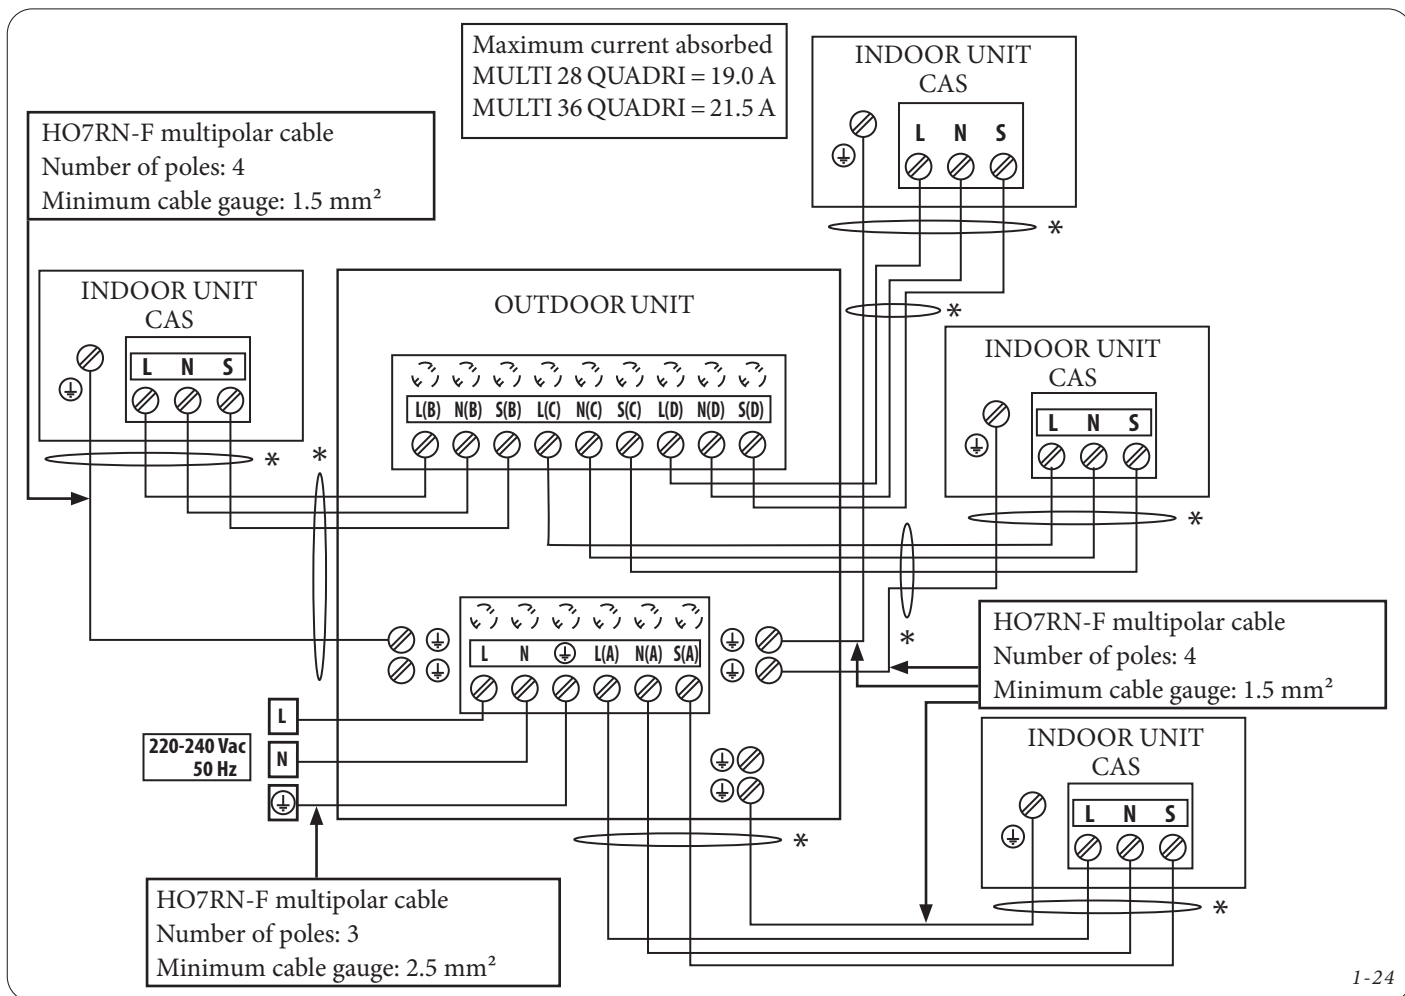 Maximum current absorbed
MULTI 28 QUADRI = 19.0 A
MULTI 36 QUADRI = 21.5 A
INDOOR UNIT
CAS
L N S
*
HO7RN-F multipolar cable
Number of poles: 4
Minimum cable gauge: 1.5 mm²
INDOOR UNIT
CAS
L N S
*
*
OUTDOOR UNIT
L(B) N(B) S(B) L(C) N(C) S(C) L(D) N(D) S(D)
*
INDOOR UNIT
CAS
L N S
*
*
L N L(A) N(A) S(A)
HO7RN-F multipolar cable
Number of poles: 4
Minimum cable gauge: 1.5 mm²
L
N
220-240 Vac
50 Hz
*
INDOOR UNIT
CAS
L N S
*
HO7RN-F multipolar cable
Number of poles: 3
Minimum cable gauge: 2.5 mm²
1-24